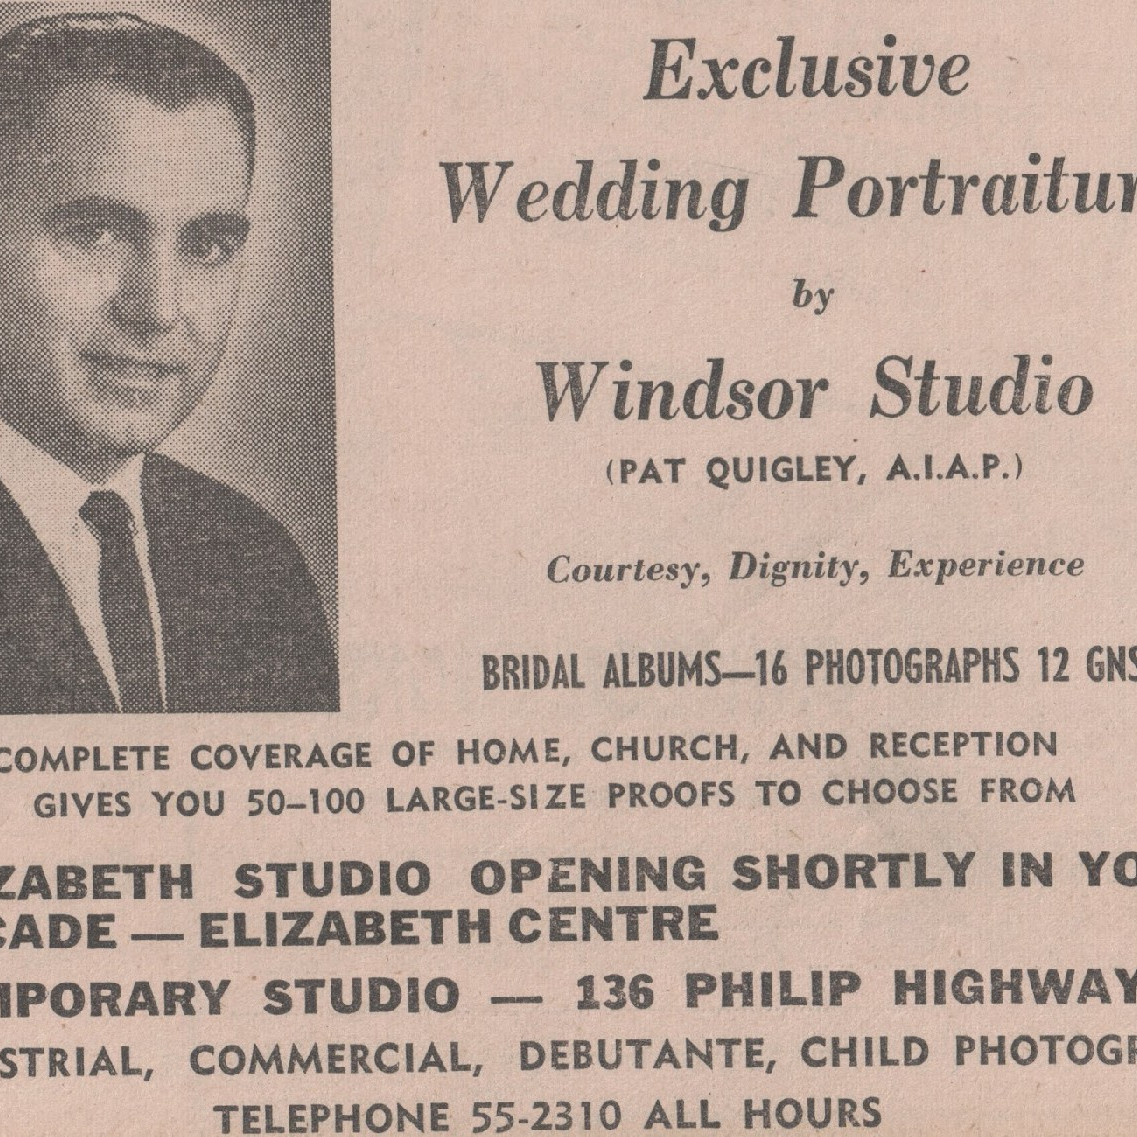 Exclusive
Wedding Portraitur
by
Windsor Studio
(PAT QUIGLEY, A.I.A.P.)
Courtesy, Dignity, Experience
BRIDAL ALBUMS—16 PHOTOGRAPHS 12 GNS
COMPLETE COVERAGE OF HOME, CHURCH, AND RECEPTION
GIVES YOU 50–100 LARGE-SIZE PROOFS TO CHOOSE FROM
ZABETH STUDIO OPENING SHORTLY IN YO
CADE — ELIZABETH CENTRE
MPORARY STUDIO — 136 PHILIP HIGHWAY
STRIAL, COMMERCIAL, DEBUTANTE, CHILD PHOTOGR
TELEPHONE 55-2310 ALL HOURS